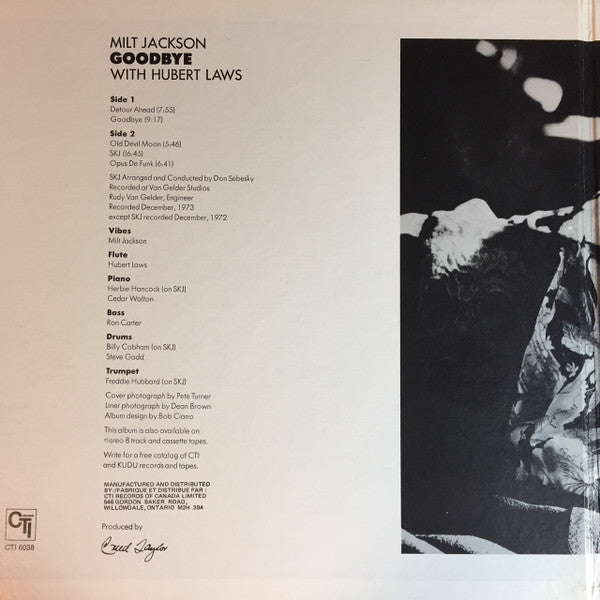 MILT JACKSON
GOODBYE
WITH HUBERT LAWS
Side 1
Detour Ahead (7:55)
Goodbye (9:17)
Side 2
Old Devil Moon (5:46)
SKJ (6:45)
Opus De Funk (6:41)
SKJ Arranged and Conducted by Don Sebesky
Recorded at Van Gelder Studios
Rudy Van Gelder, Engineer
Recorded December, 1973
except SKJ recorded December, 1972
Vibes
Milt Jackson
Flute
Hubert Laws
Piano
Herbie Hancock (on SKJ)
Cedar Walton
Bass
Ron Carter
Drums
Billy Cobham (on SKJ)
Steve Gadd
Trumpet
Freddie Hubbard (on SKJ)
Cover photograph by Pete Turner
Liner photograph by Dean Brown
Album design by Bob Ciano
This album is also available on
stereo 8 track and cassette tapes.
Write for a free catalog of CTI
and KUDU records and tapes.
MANUFACTURED AND DISTRIBUTED
BY:/FABRIQUE ET DISTRIBUE PAR :
CTI RECORDS OF CANADA LIMITED
546 GORDON BAKER ROAD,
WILLOWDALE, ONTARIO M2H 3B4
Produced by
Creed Taylor
CTI
CTI 6038